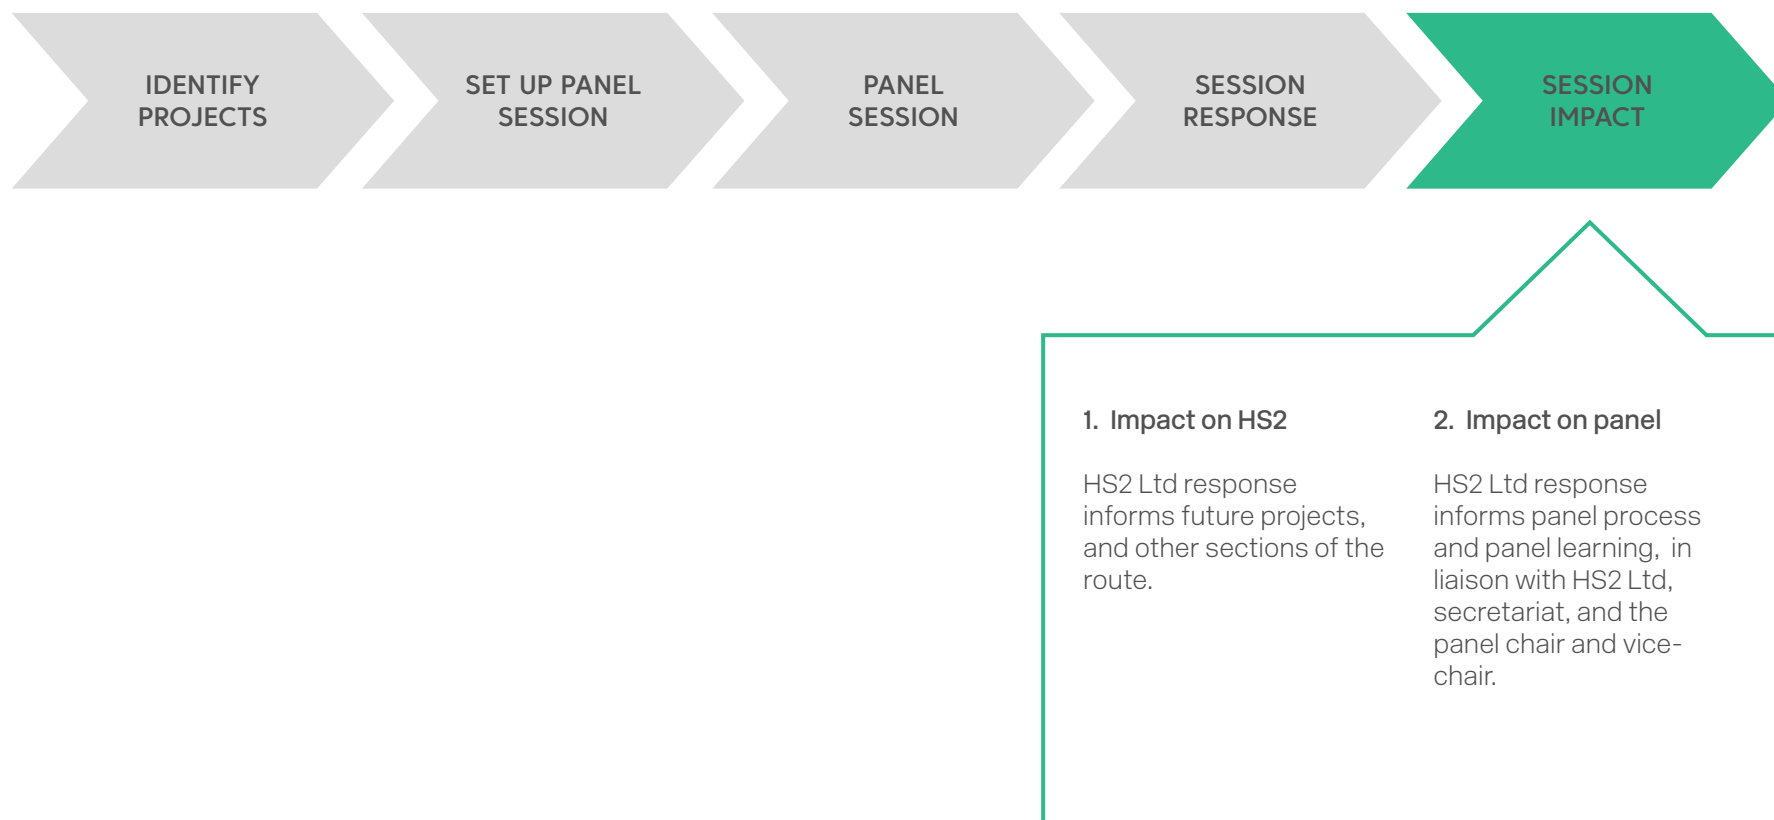 IDENTIFY
PROJECTS
SET UP PANEL
SESSION
PANEL
SESSION
SESSION
RESPONSE
SESSION
IMPACT
1. Impact on HS2
HS2 Ltd response
informs future projects,
and other sections of the
route.
2. Impact on panel
HS2 Ltd response
informs panel process
and panel learning, in
liaison with HS2 Ltd,
secretariat, and the
panel chair and vice-
chair.